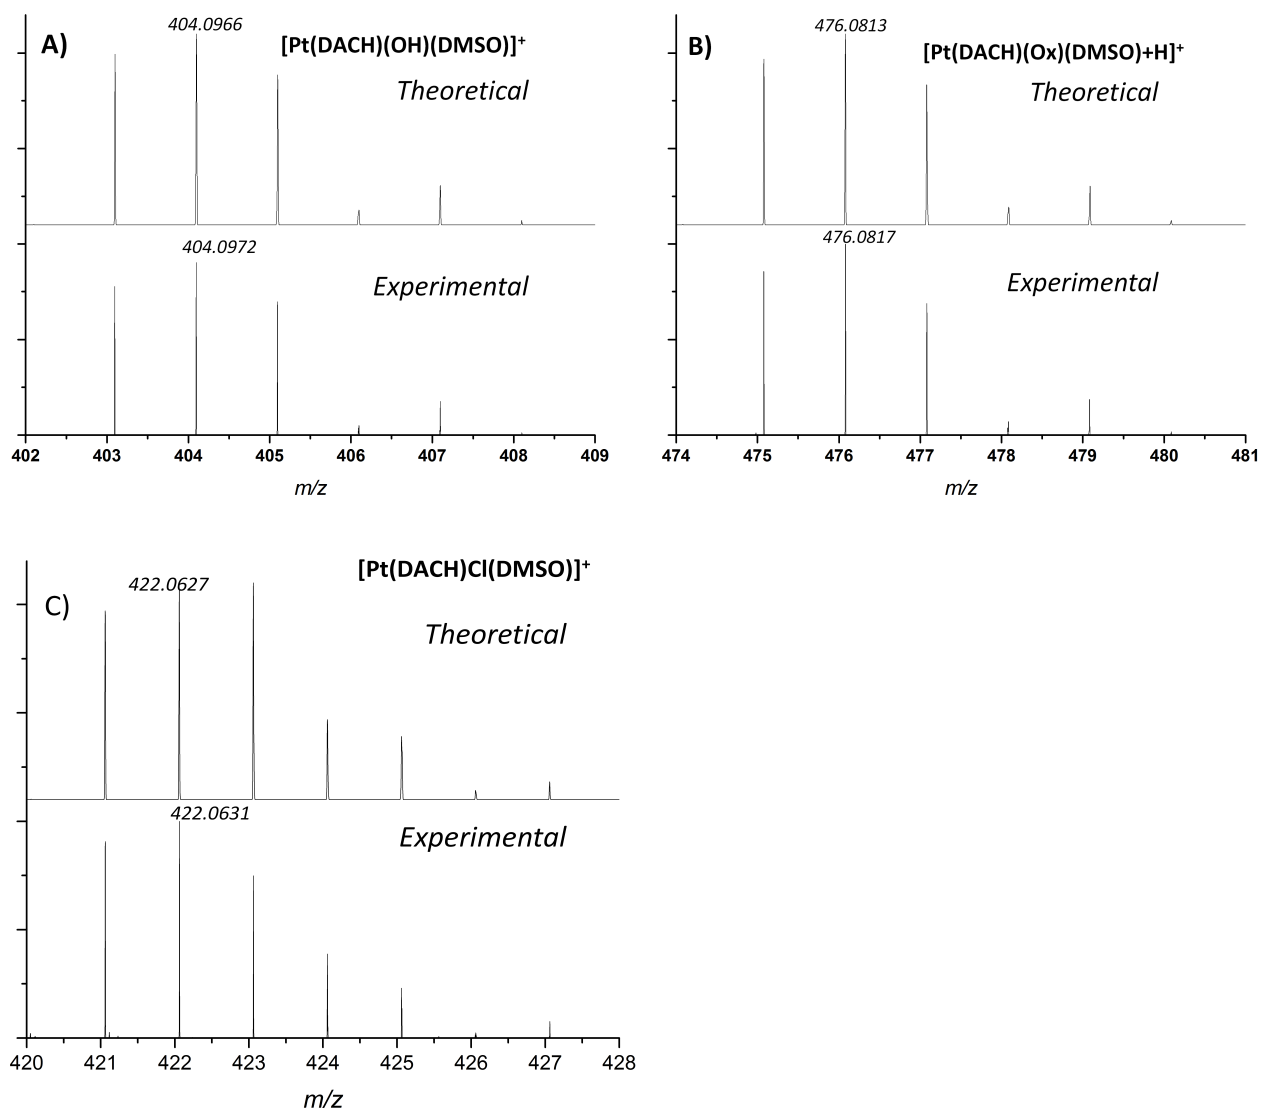 A)
404.0966
[Pt(DACH)(OH)(DMSO)]+
Theoretical
404.0972
Experimental
402 403 404 405 406 407 408 409
m/z
B)
476.0813
[Pt(DACH)(Ox)(DMSO)+H]+
Theoretical
476.0817
Experimental
474 475 476 477 478 479 480 481
m/z
C)
[Pt(DACH)Cl(DMSO)]+
422.0627
Theoretical
422.0631
Experimental
420 421 422 423 424 425 426 427 428
m/z